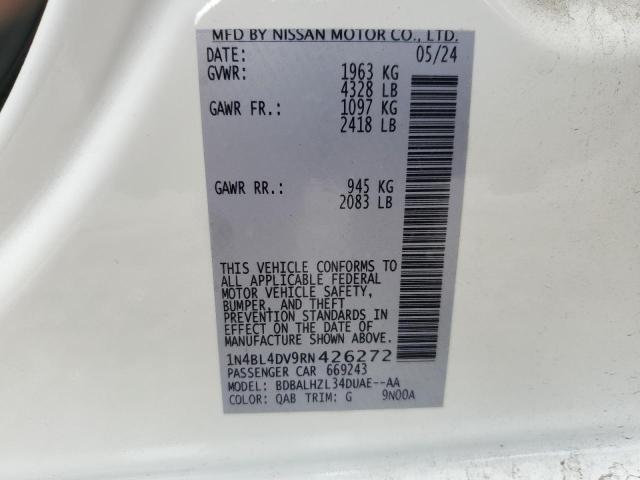 MFD BY NISSAN MOTOR CO., LTD.
DATE: 05/24
GVWR: 1963 KG
4328 LB
GAWR FR.: 1097 KG
2418 LB
GAWR RR.: 945 KG
2083 LB
THIS VEHICLE CONFORMS TO
ALL APPLICABLE FEDERAL
MOTOR VEHICLE SAFETY,
BUMPER, AND THEFT
PREVENTION STANDARDS IN
EFFECT ON THE DATE OF
MANUFACTURE SHOWN ABOVE.
1N4BL4DV9RN426272
PASSENGER CAR 669243
MODEL: BDBALHZL34DUAE--AA
COLOR: QAB TRIM: G 9N00A